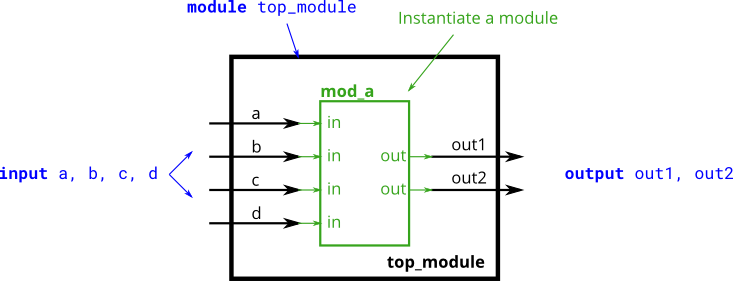 module top_module
Instantiate a module
mod_a
a
in
b
in
out
out1
input a, b, c, d
output out1, out2
c
in
out
out2
d
in
top_module